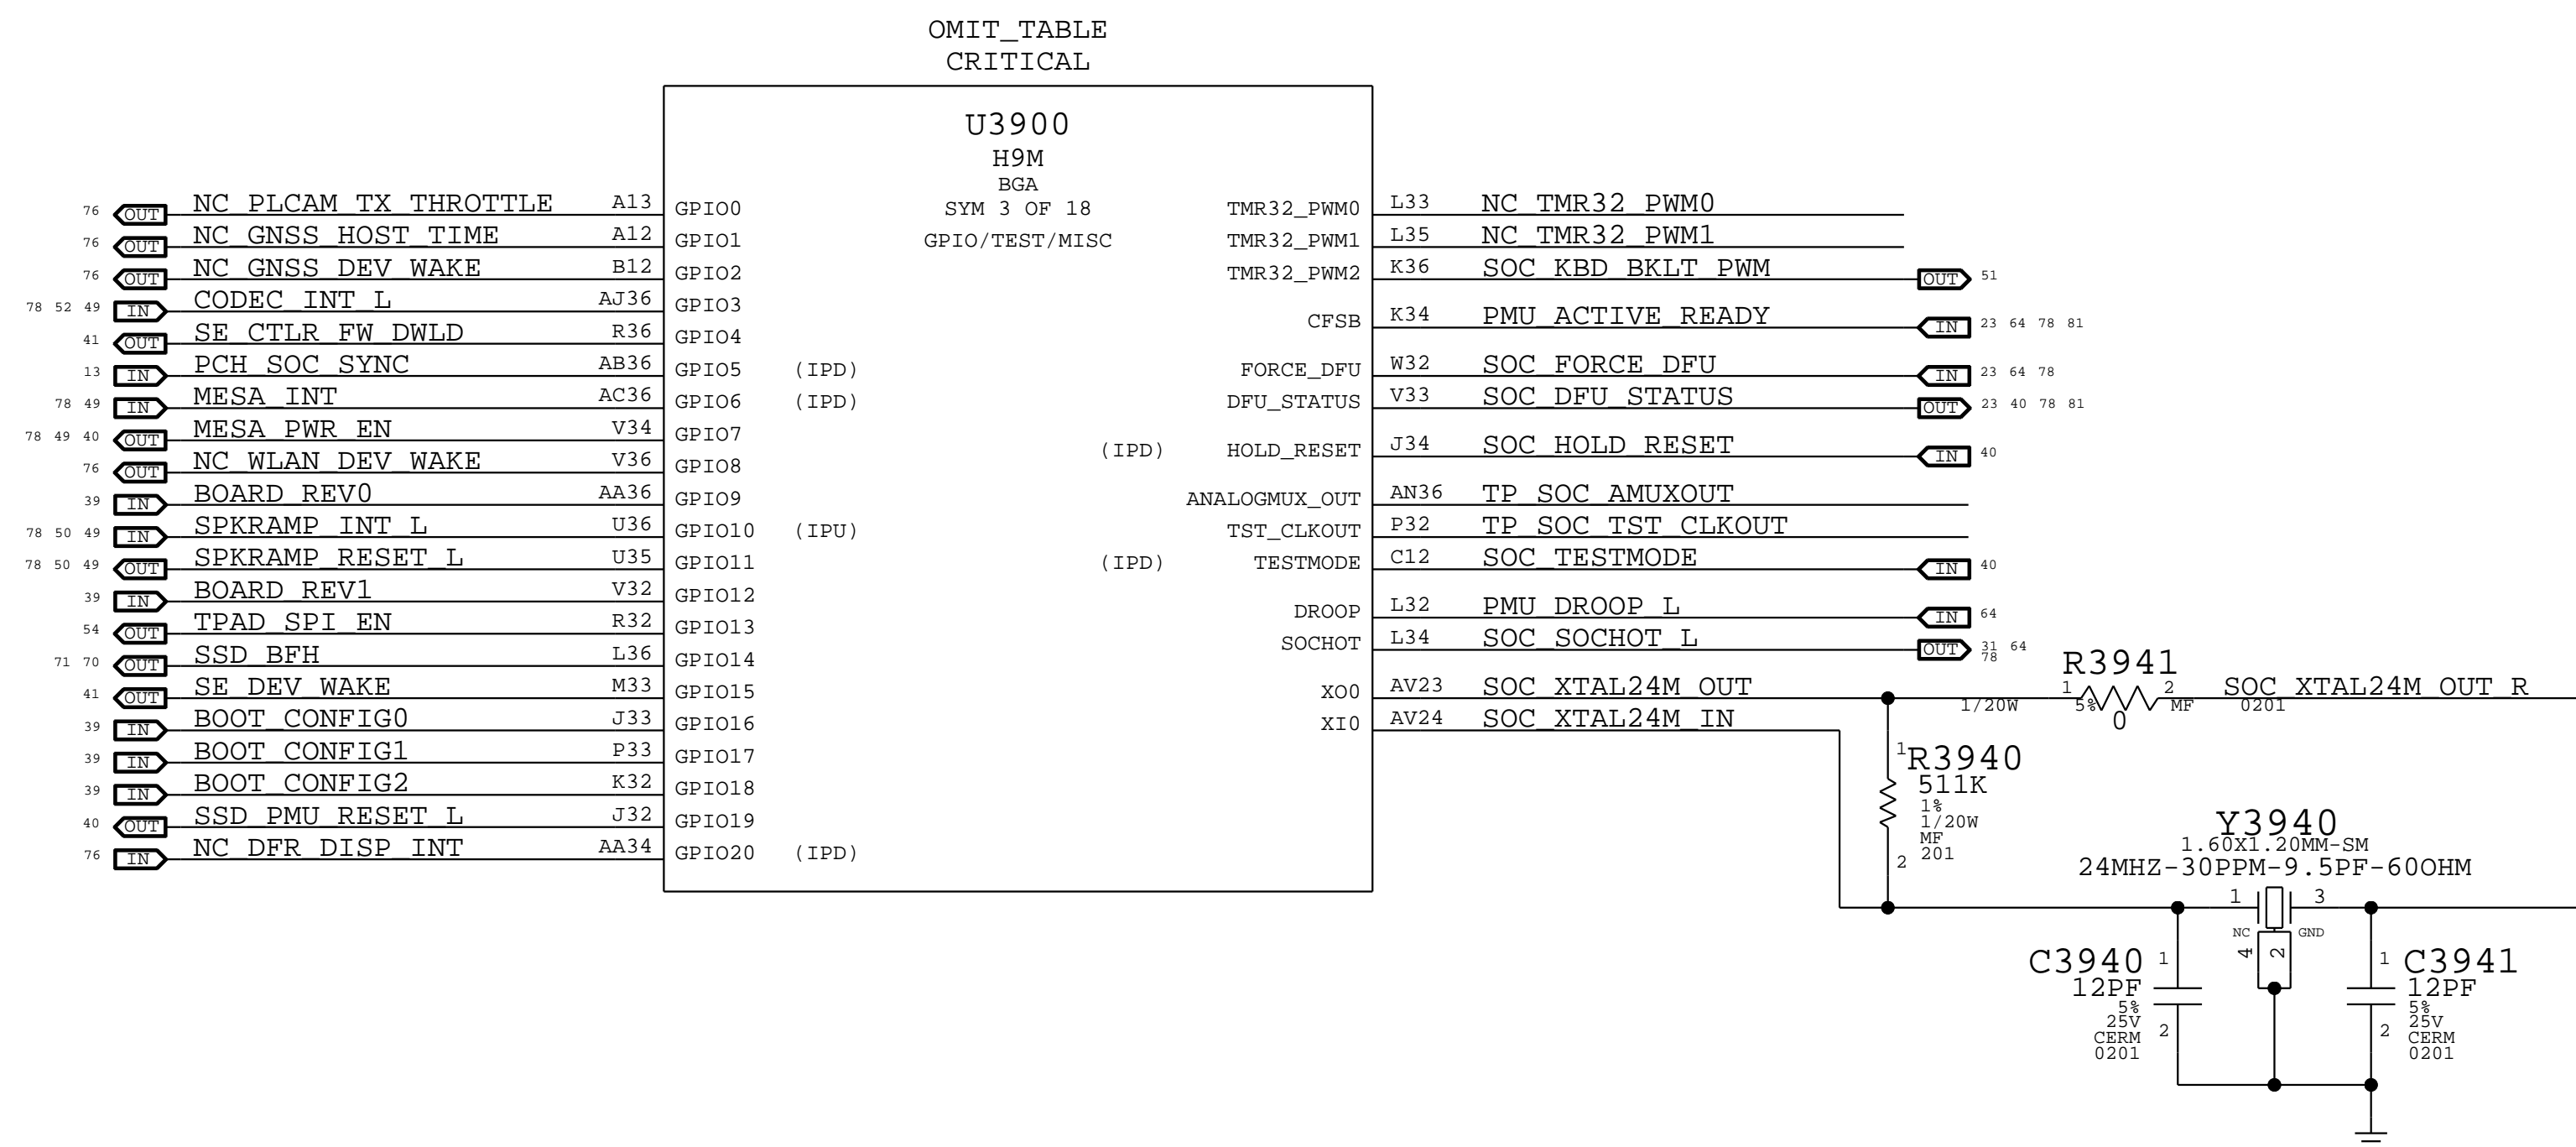 OMIT_TABLE
CRITICAL
U3900
H9M
BGA
SYM 3 OF 18
GPIO/TEST/MISC
76 OUT NC_PLCAM_TX_THROTTLE A13 GPIO0
76 OUT NC_GNSS_HOST_TIME A12 GPIO1
76 OUT NC_GNSS_DEV_WAKE B12 GPIO2
78 52 49 IN CODEC_INT_L AJ36 GPIO3
41 OUT SE_CTLR_FW_DWLD R36 GPIO4
13 IN PCH_SOC_SYNC AB36 GPIO5 (IPD)
78 49 IN MESA_INT AC36 GPIO6 (IPD)
78 49 40 OUT MESA_PWR_EN V34 GPIO7
76 OUT NC_WLAN_DEV_WAKE V36 GPIO8
39 IN BOARD_REV0 AA36 GPIO9
78 50 49 IN SPKRAMP_INT_L U36 GPIO10 (IPU)
78 50 49 OUT SPKRAMP_RESET_L U35 GPIO11
39 IN BOARD_REV1 V32 GPIO12
54 OUT TPAD_SPI_EN R32 GPIO13
71 70 OUT SSD_BFH L36 GPIO14
41 OUT SE_DEV_WAKE M33 GPIO15
39 IN BOOT_CONFIG0 J33 GPIO16
39 IN BOOT_CONFIG1 P33 GPIO17
39 IN BOOT_CONFIG2 K32 GPIO18
40 OUT SSD_PMU_RESET_L J32 GPIO19
76 IN NC_DFR_DISP_INT AA34 GPIO20 (IPD)
TMR32_PWM0 L33 NC_TMR32_PWM0
TMR32_PWM1 L35 NC_TMR32_PWM1
TMR32_PWM2 K36 SOC_KBD_BKLT_PWM OUT 51
CFSB K34 PMU_ACTIVE_READY IN 23 64 78 81
FORCE_DFU W32 SOC_FORCE_DFU IN 23 64 78
DFU_STATUS V33 SOC_DFU_STATUS OUT 23 40 78 81
(IPD) HOLD_RESET J34 SOC_HOLD_RESET IN 40
ANALOGMUX_OUT AN36 TP_SOC_AMUXOUT
TST_CLKOUT P32 TP_SOC_TST_CLKOUT
(IPD) TESTMODE C12 SOC_TESTMODE IN 40
DROOP L32 PMU_DROOP_L IN 64
SOCHOT L34 SOC_SOCHOT_L OUT 31 64
78
XO0 AV23 SOC_XTAL24M_OUT
XI0 AV24 SOC_XTAL24M_IN
R3941
1 2 SOC_XTAL24M_OUT_R
1/20W 5% MF 0201
0
1
R3940
511K
1%
1/20W
MF
201
2
Y3940
1.60X1.20MM-SM
24MHZ-30PPM-9.5PF-60OHM
1 3
NC GND
4 2
C3940 1
12PF
5%
25V
CERM
0201
2
1 C3941
12PF
5%
25V
CERM
0201
2